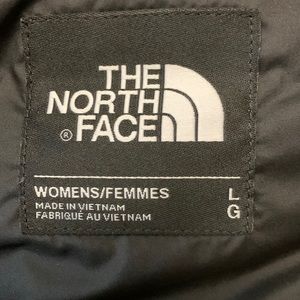 THE
NORTH
® FACE
WOMENS/FEMMES L
MADE IN VIETNAM G
FABRIQUÉ AU VIETNAM